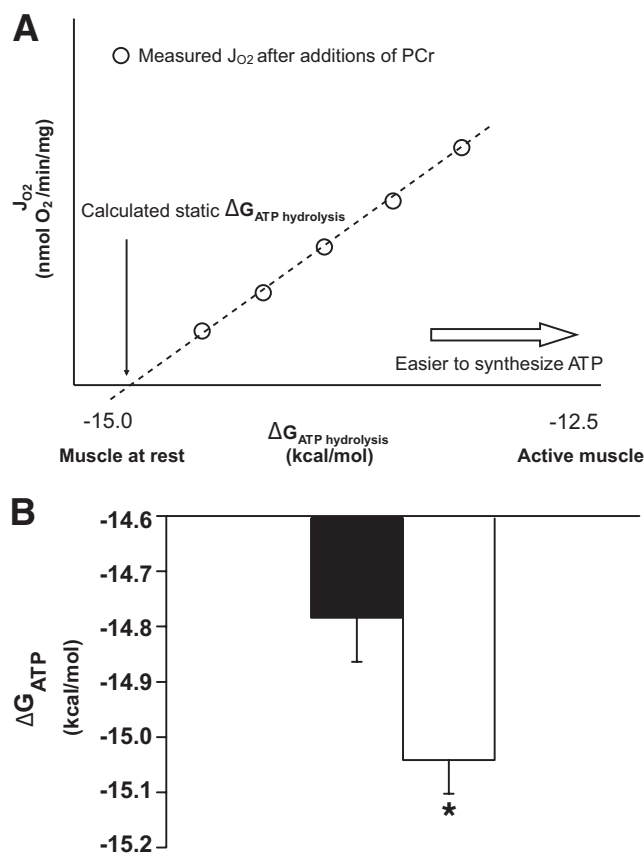 A
Measured JO2 after additions of PCr
JO2
(nmol O2 /min/mg)
Calculated static ΔGATP hydrolysis
Easier to synthesize ATP
-15.0
ΔGATP hydrolysis
-12.5
Muscle at rest
(kcal/mol)
Active muscle
B
-14.6
-14.7
-14.8
-14.9
-15.0
-15.1
-15.2
ΔGATP
(kcal/mol)
*